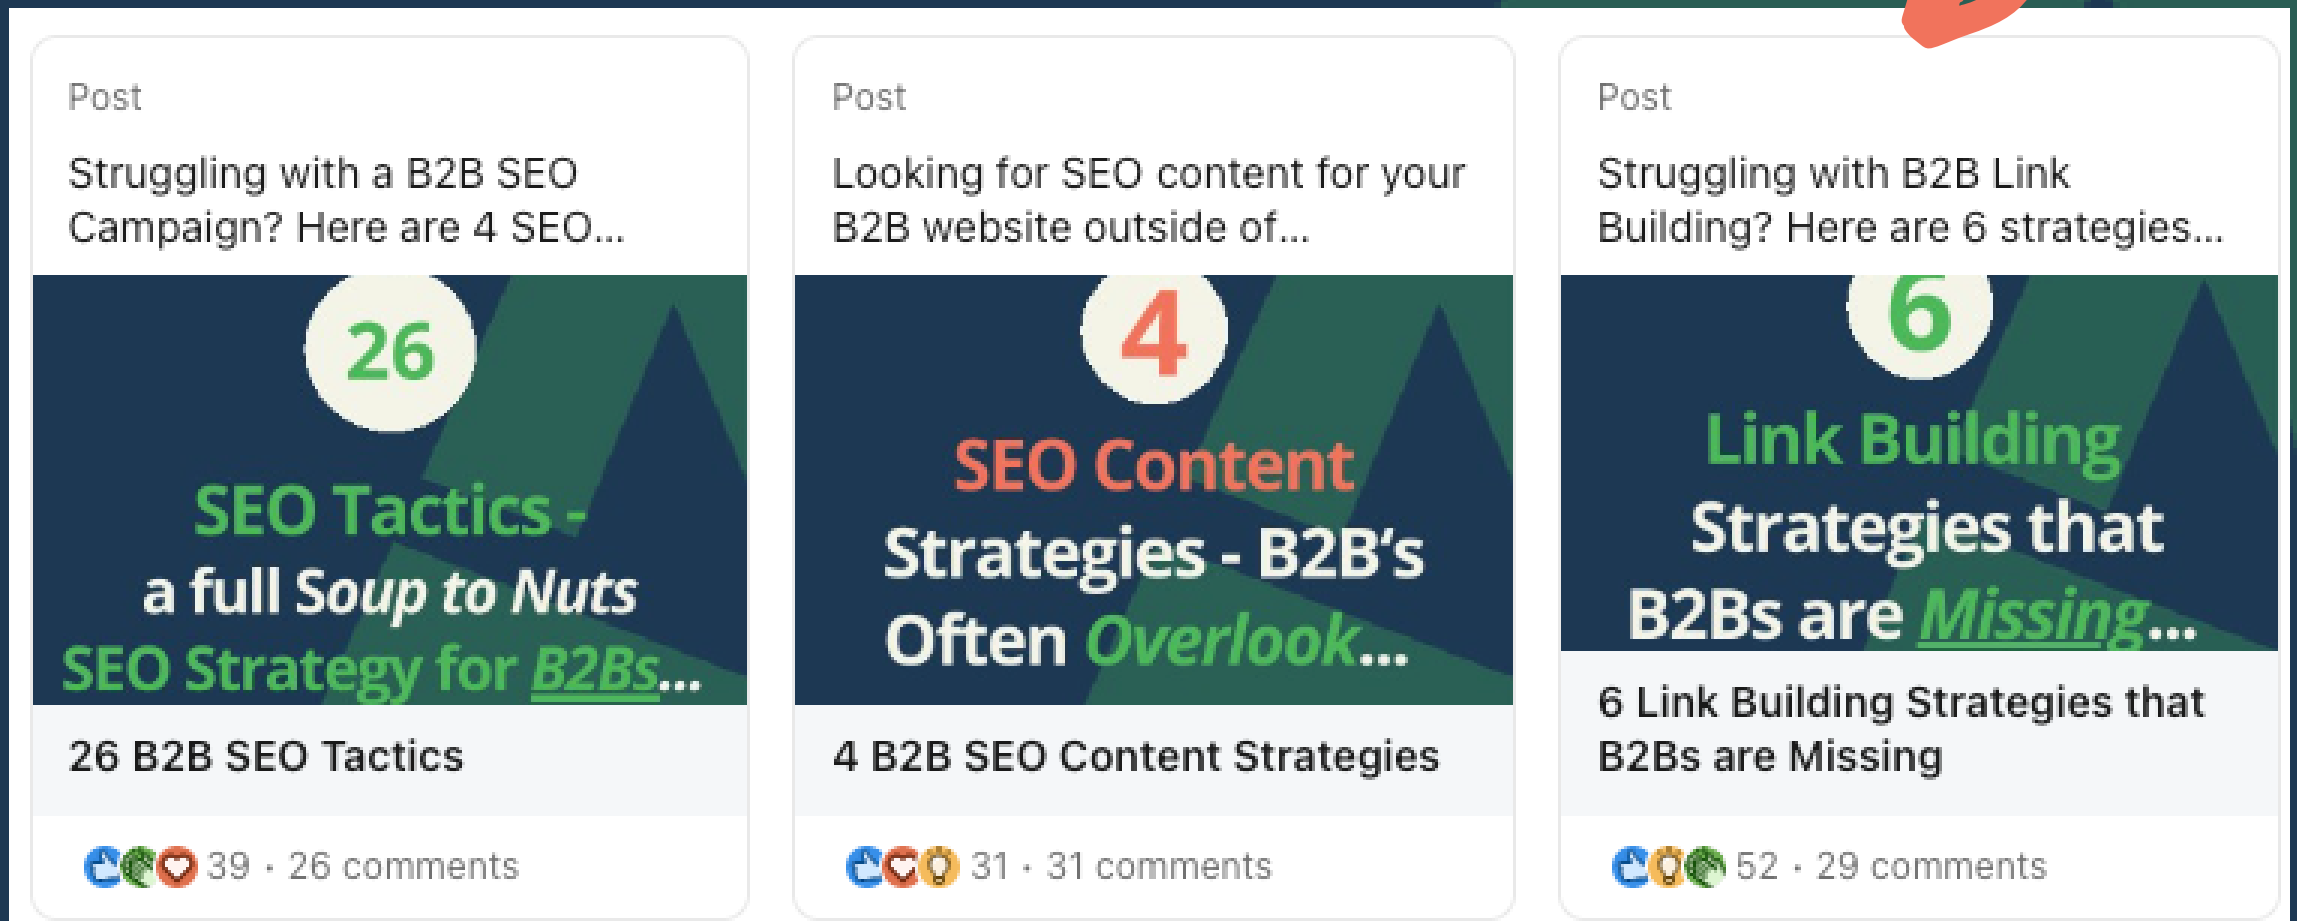 Post
Struggling with a B2B SEO
Campaign? Here are 4 SEO...
26
SEO Tactics -
a full Soup to Nuts
SEO Strategy for B2Bs...
26 B2B SEO Tactics
39 · 26 comments
Post
Looking for SEO content for your
B2B website outside of...
4
SEO Content
Strategies - B2B’s
Often Overlook...
4 B2B SEO Content Strategies
31 · 31 comments
Post
Struggling with B2B Link
Building? Here are 6 strategies...
6
Link Building
Strategies that
B2Bs are Missing...
6 Link Building Strategies that
B2Bs are Missing
52 · 29 comments